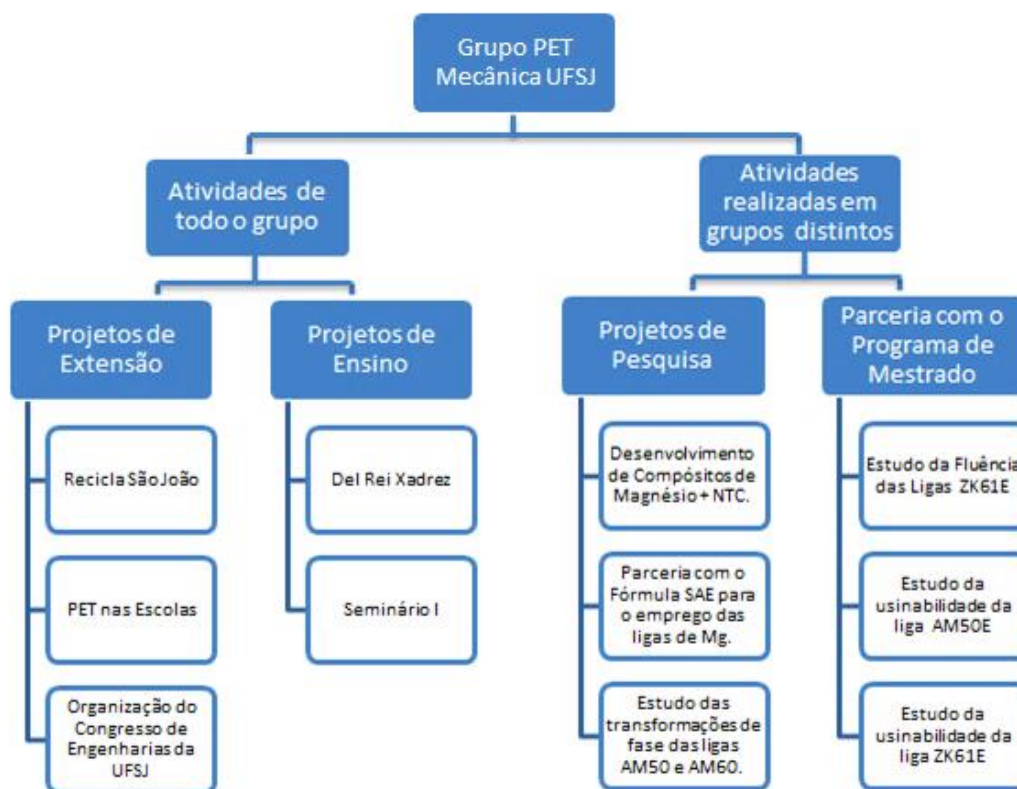 Grupo PET
Mecânica UFSJ
Atividades de
todo o grupo
Atividades
realizadas em
grupos distintos
Projetos de
Extensão
Projetos de
Ensino
Projetos de
Pesquisa
Parceria com o
Programa de
Mestrado
Recicla São João
PET nas Escolas
Organização do
Congresso de
Engenharias da
UFSJ
Del Rei Xadrez
Seminário I
Desenvolvimento
de Compósitos de
Magnésio + NTC.
Parceria com o
Fórmula SAE para
o emprego das
ligas de Mg.
Estudo das
transformações de
fase das ligas
AM50 e AM60.
Estudo da Fluência
das Ligas ZK61E
Estudo da
usinabilidade da
liga AM50E
Estudo da
usinabilidade da
liga ZK61E